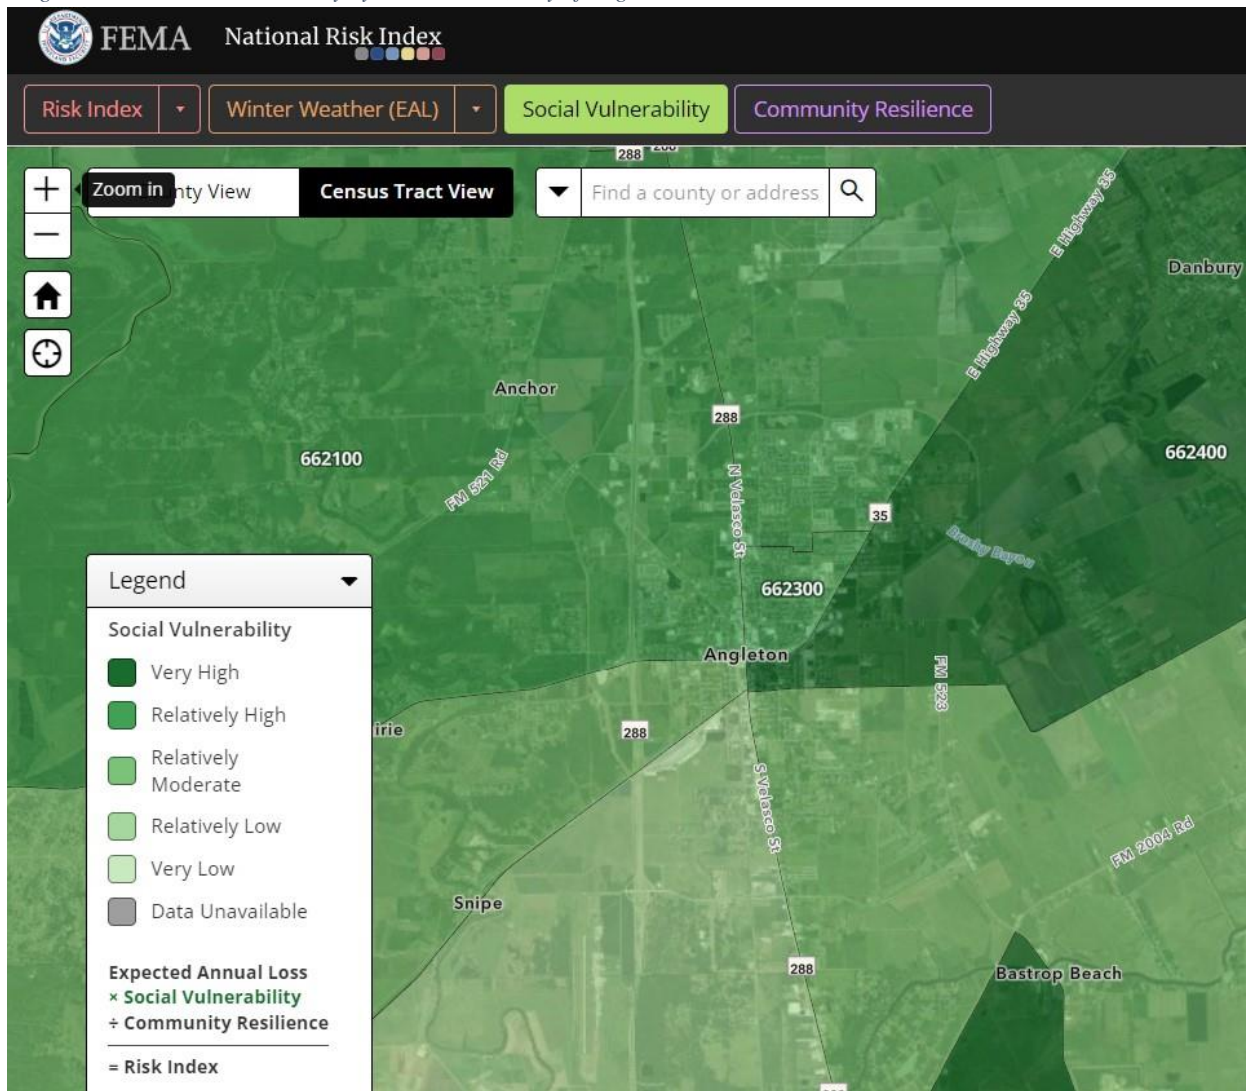 FEMA National Risk Index
Risk Index Winter Weather (EAL) Social Vulnerability Community Resilience
288
Zoom in nty View Census Tract View Find a county or address
E Highway 35
Danbury
E Highway 35
Anchor
288
662100
662400
FM 521 Rd
N Velasco St
35
Brushy Bayou
662300
Angleton
FM 523
irie
288
S Velasco St
FM 2004 Rd
Snipe
288
Bastrop Beach
Legend
Social Vulnerability
Very High
Relatively High
Relatively
Moderate
Relatively Low
Very Low
Data Unavailable
Expected Annual Loss
× Social Vulnerability
÷ Community Resilience
= Risk Index